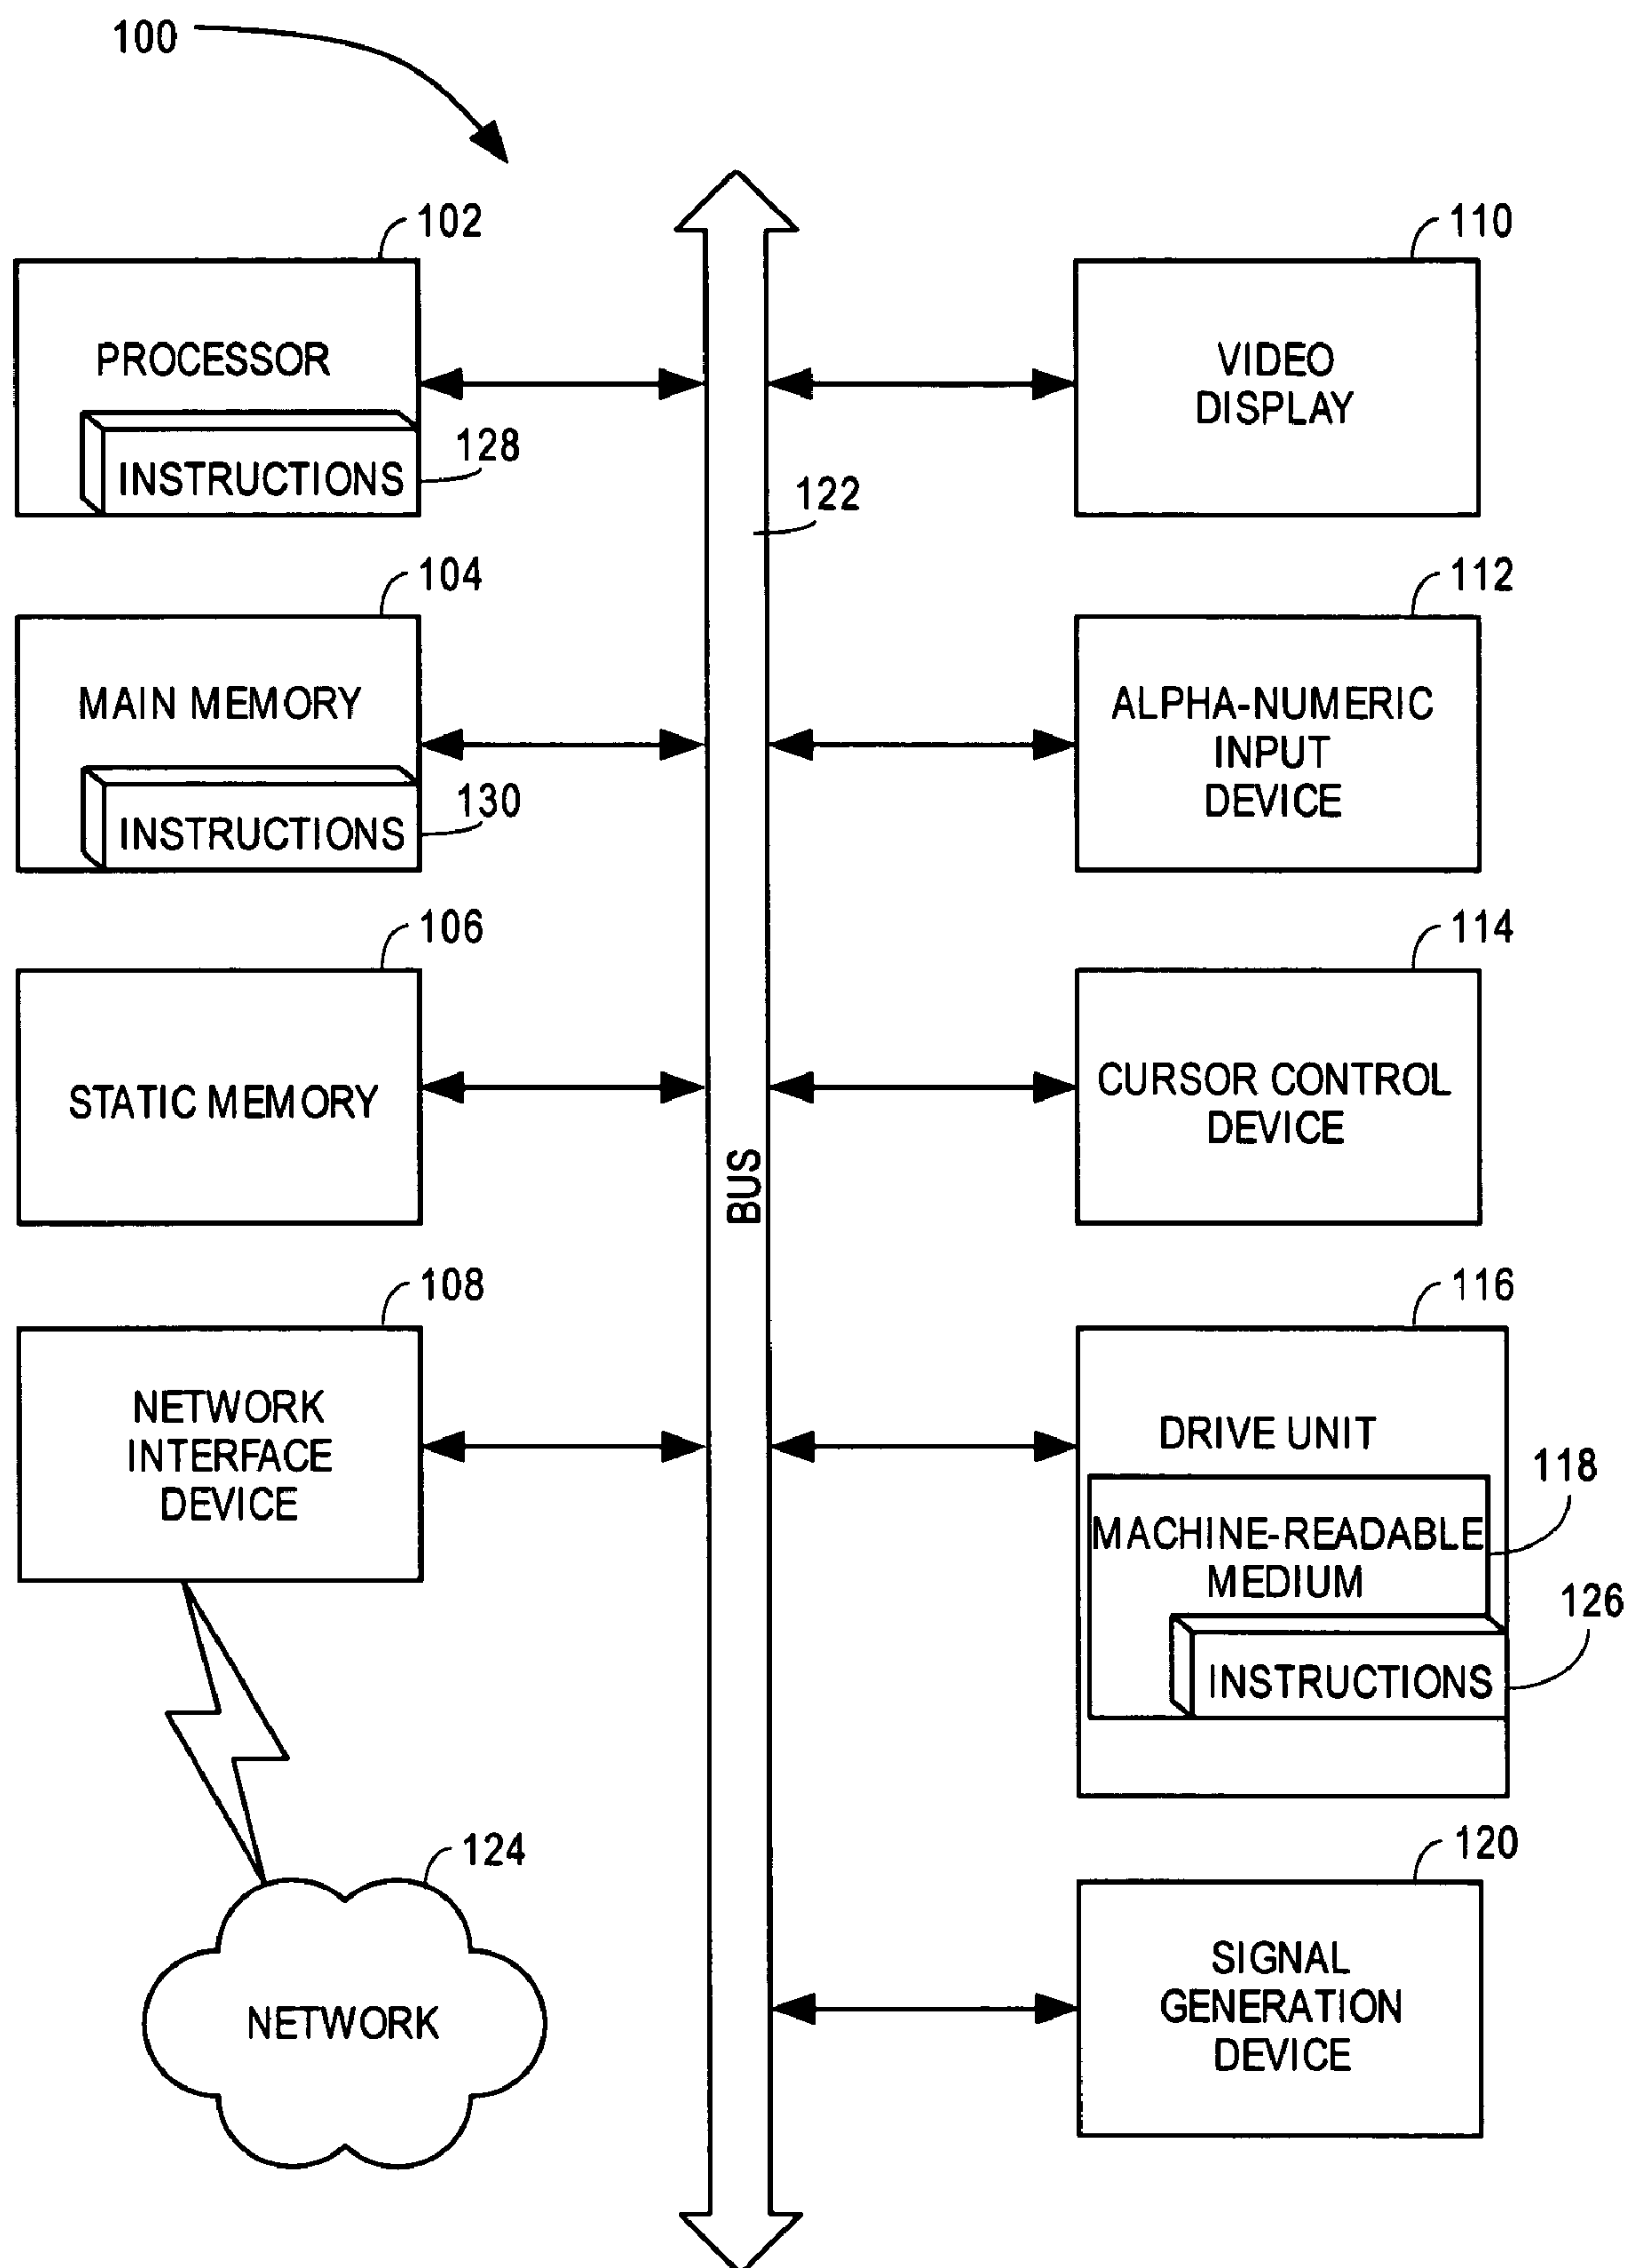 100
102
PROCESSOR
INSTRUCTIONS
128
104
MAIN MEMORY
INSTRUCTIONS
130
106
STATIC MEMORY
108
NETWORK
INTERFACE
DEVICE
124
NETWORK
122
BUS
110
VIDEO
DISPLAY
112
ALPHA-NUMERIC
INPUT
DEVICE
114
CURSOR CONTROL
DEVICE
116
DRIVE UNIT
118
MACHINE-READABLE
MEDIUM
126
INSTRUCTIONS
120
SIGNAL
GENERATION
DEVICE